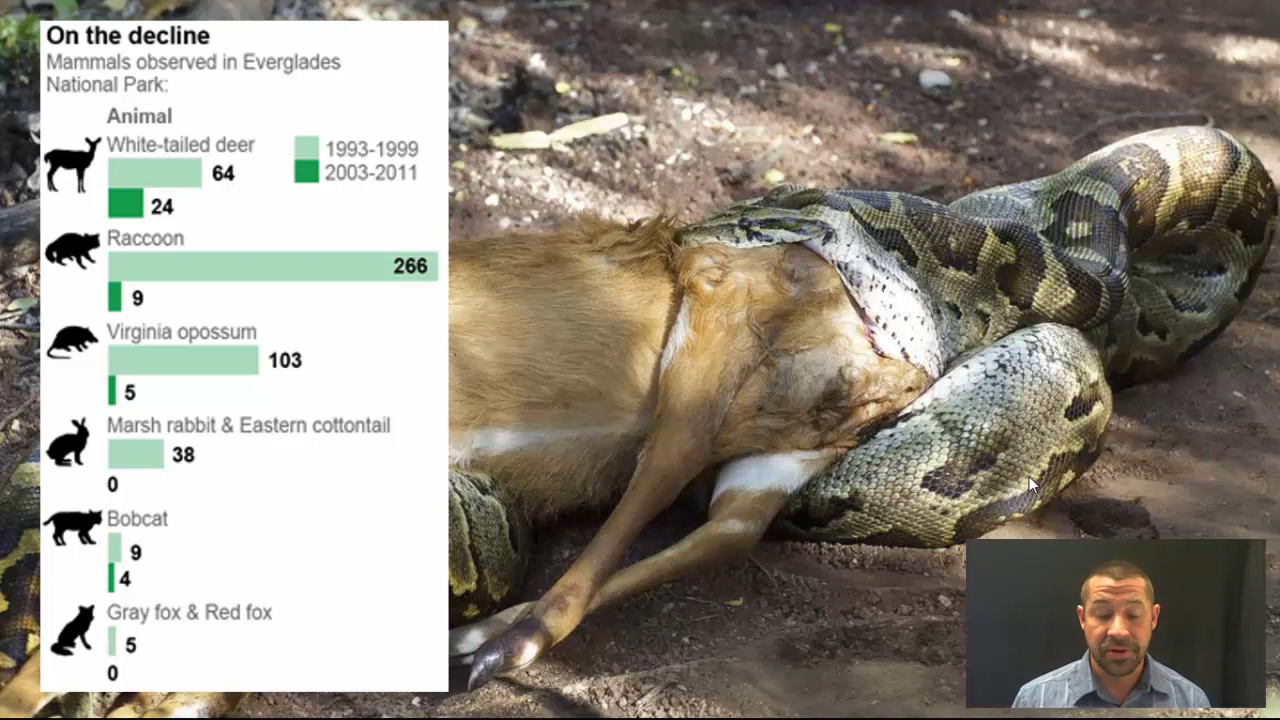 On the decline
Mammals observed in Everglades
National Park:
Animal
White-tailed deer
1993-1999
64
2003-2011
24
Raccoon
266
9
Virginia opossum
103
5
Marsh rabbit & Eastern cottontail
38
0
Bobcat
9
4
Gray fox & Red fox
5
0